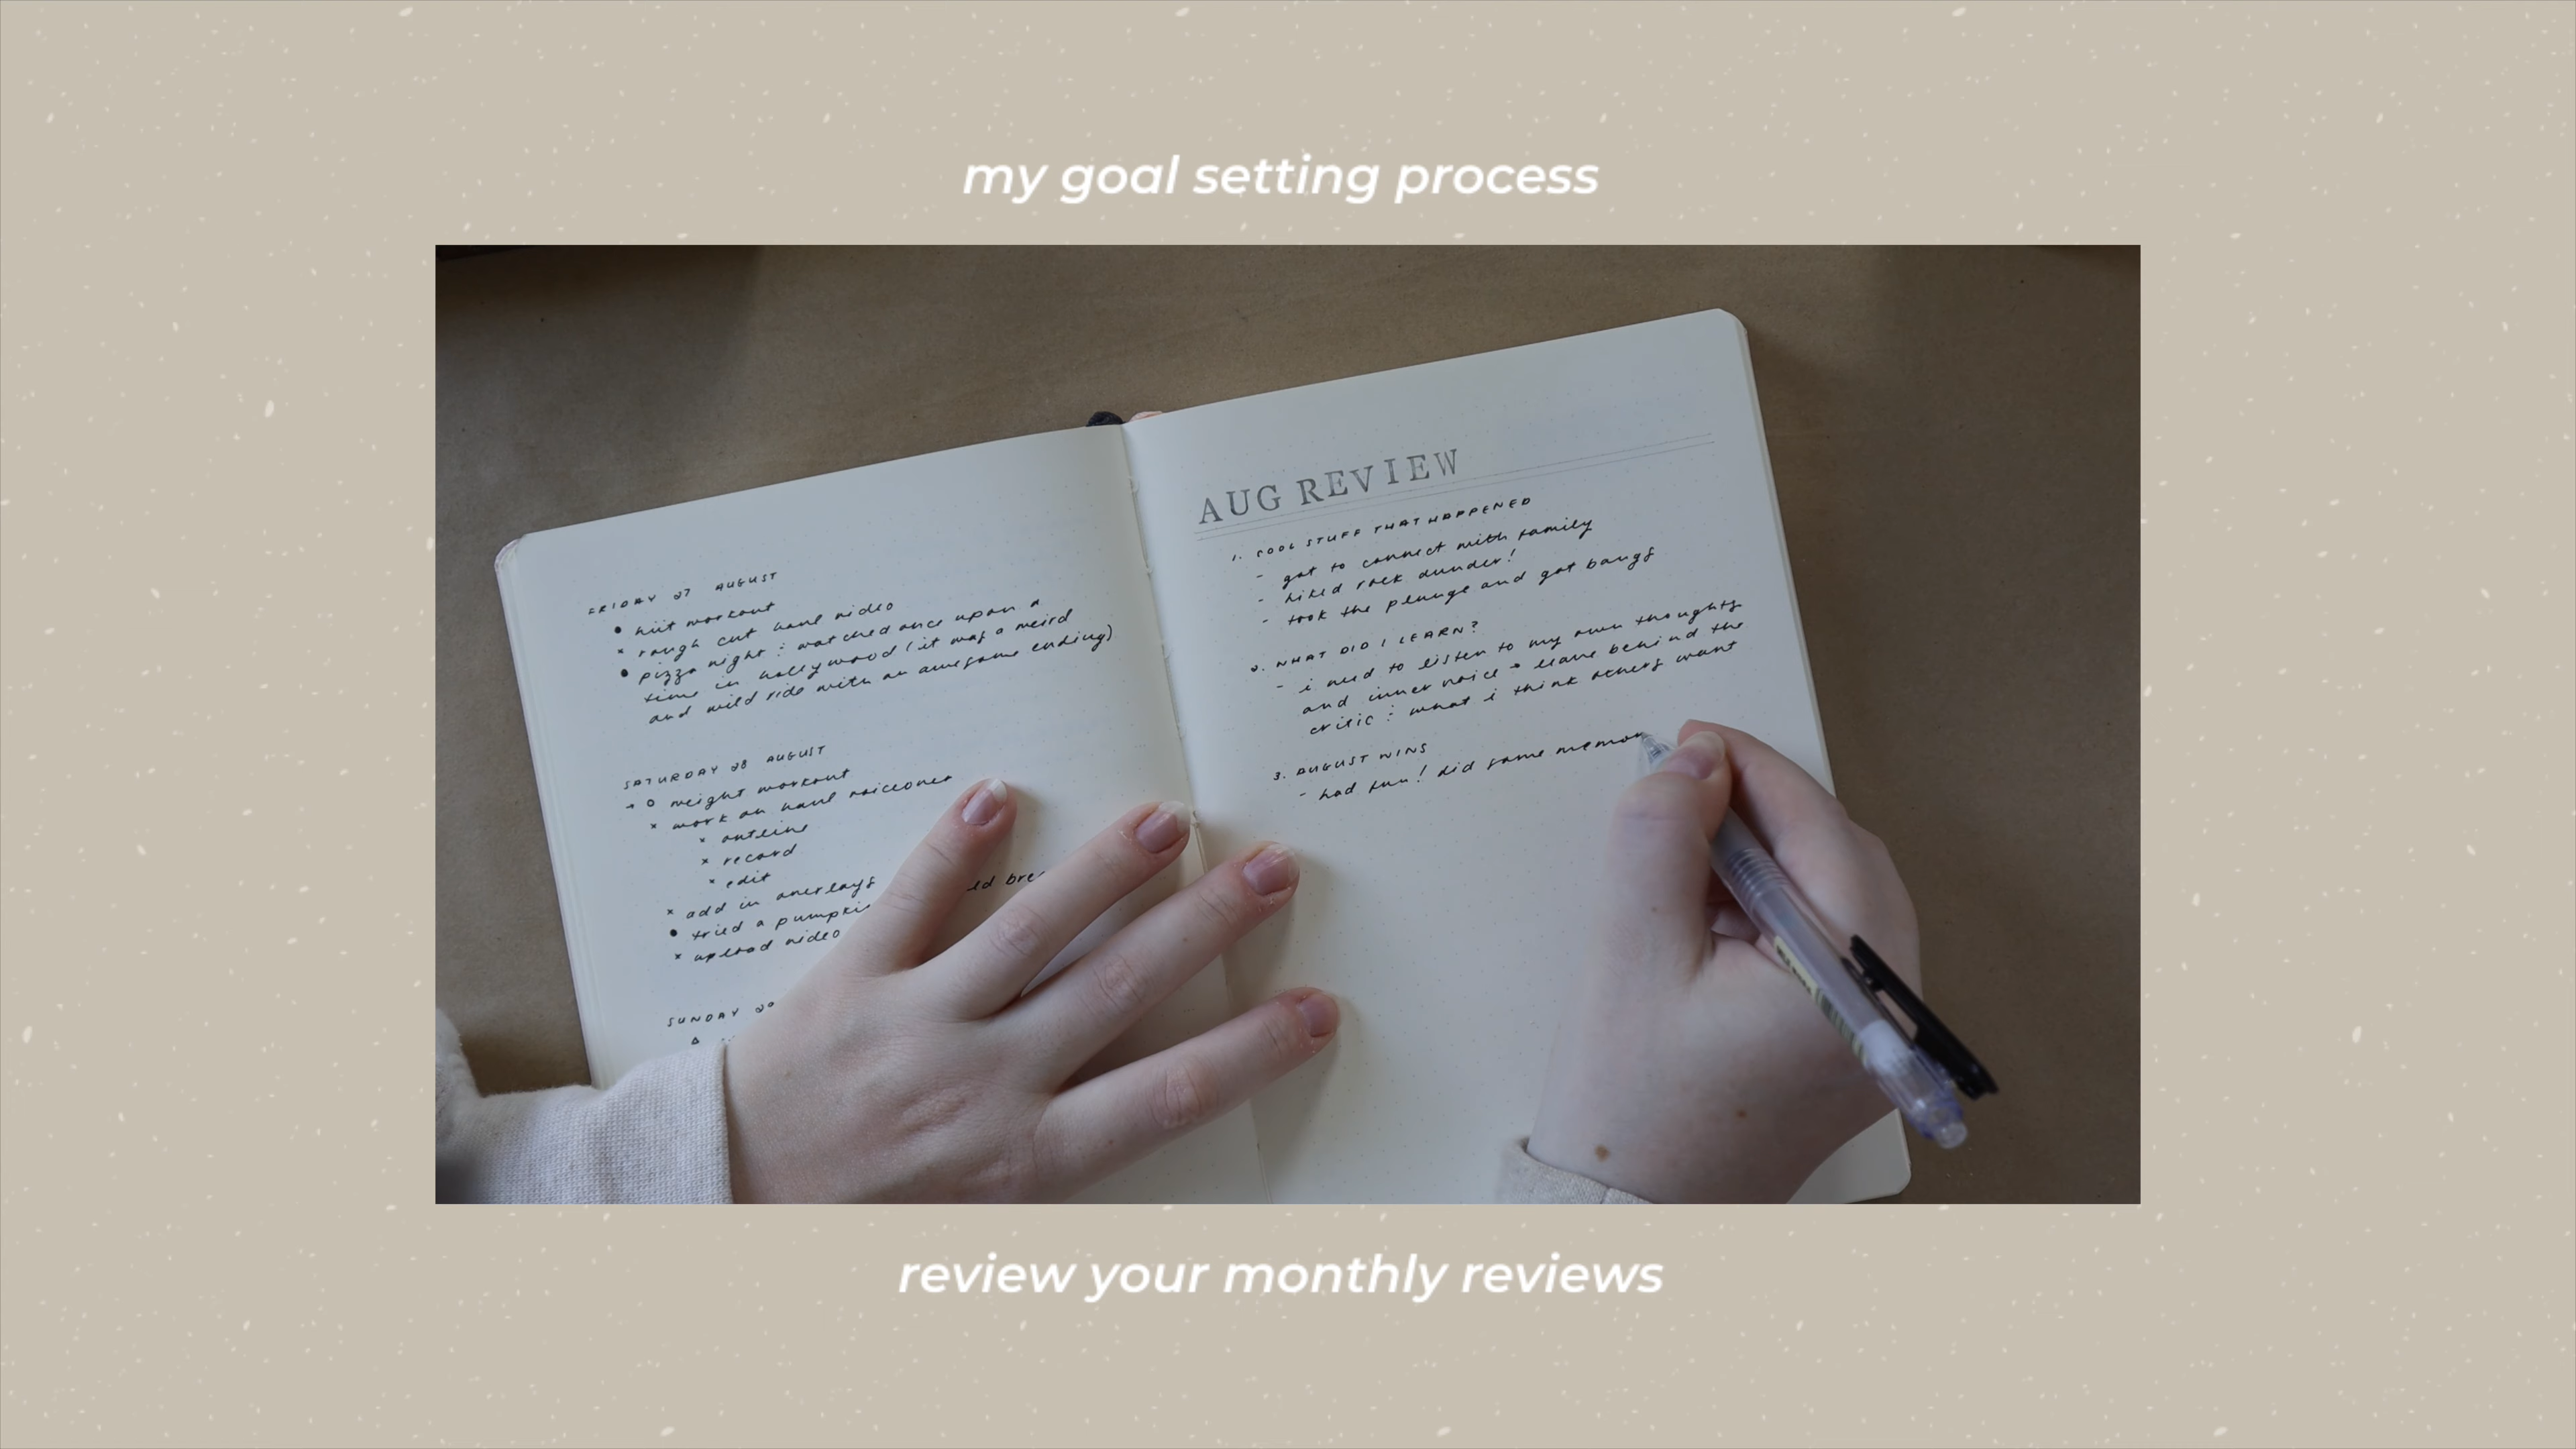 my goal setting process
FRIDAY 27 AUGUST
• hiit workout
× rough cut haul video
• pizza night : watched once upon a
time in hollywood (it was a weird
and wild ride with an awesome ending)
SATURDAY 28 AUGUST
→ o weight workout
× work on haul voiceover
× outline
× record
× edit
× add in overlays
• tried a pumpki ed bre
× upload video
SUNDAY 29
AUG REVIEW
1. COOL STUFF THAT HAPPENED
- got to connect with family
- hiked rock dunder!
- took the plunge and got bangs
2. WHAT DID I LEARN?
- i need to listen to my own thoughts
and inner voice → leave behind the
critic : what i think others want
3. AUGUST WINS
- had fun! did some memor
review your monthly reviews